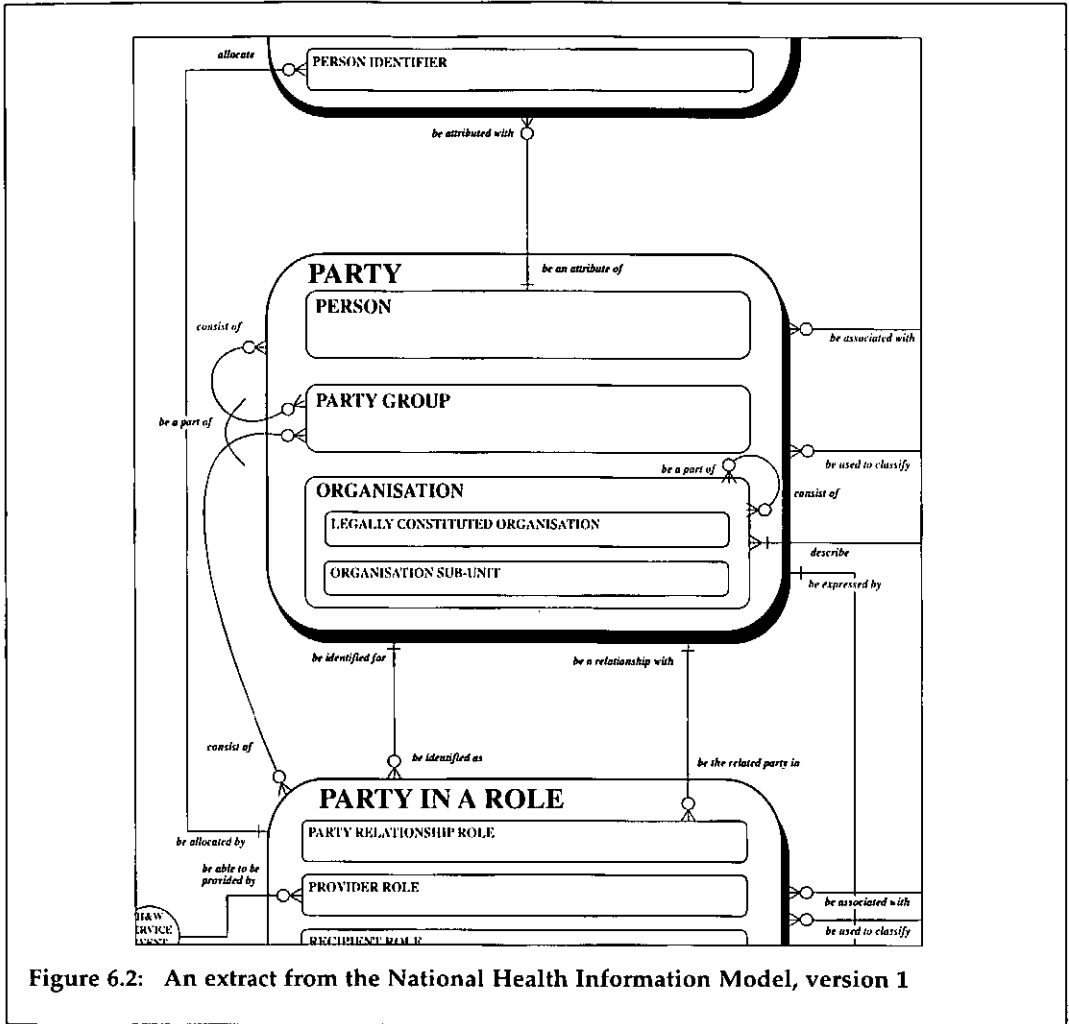 allocate
PERSON IDENTIFIER
be attributed with
be an attribute of
PARTY
PERSON
consist of
be associated with
PARTY GROUP
be a part of
be used to classify
be a part of
ORGANISATION
consist of
LEGALLY CONSTITUTED ORGANISATION
describe
ORGANISATION SUB-UNIT
be expressed by
be identified for
be a relationship with
consist of
be identified as
be the related party in
PARTY IN A ROLE
PARTY RELATIONSHIP ROLE
be allocated by
be able to be
provided by
PROVIDER ROLE
be associated with
H&W
ERVICE
VENT
be used to classify
RECIPIENT ROLE
Figure 6.2: An extract from the National Health Information Model, version 1